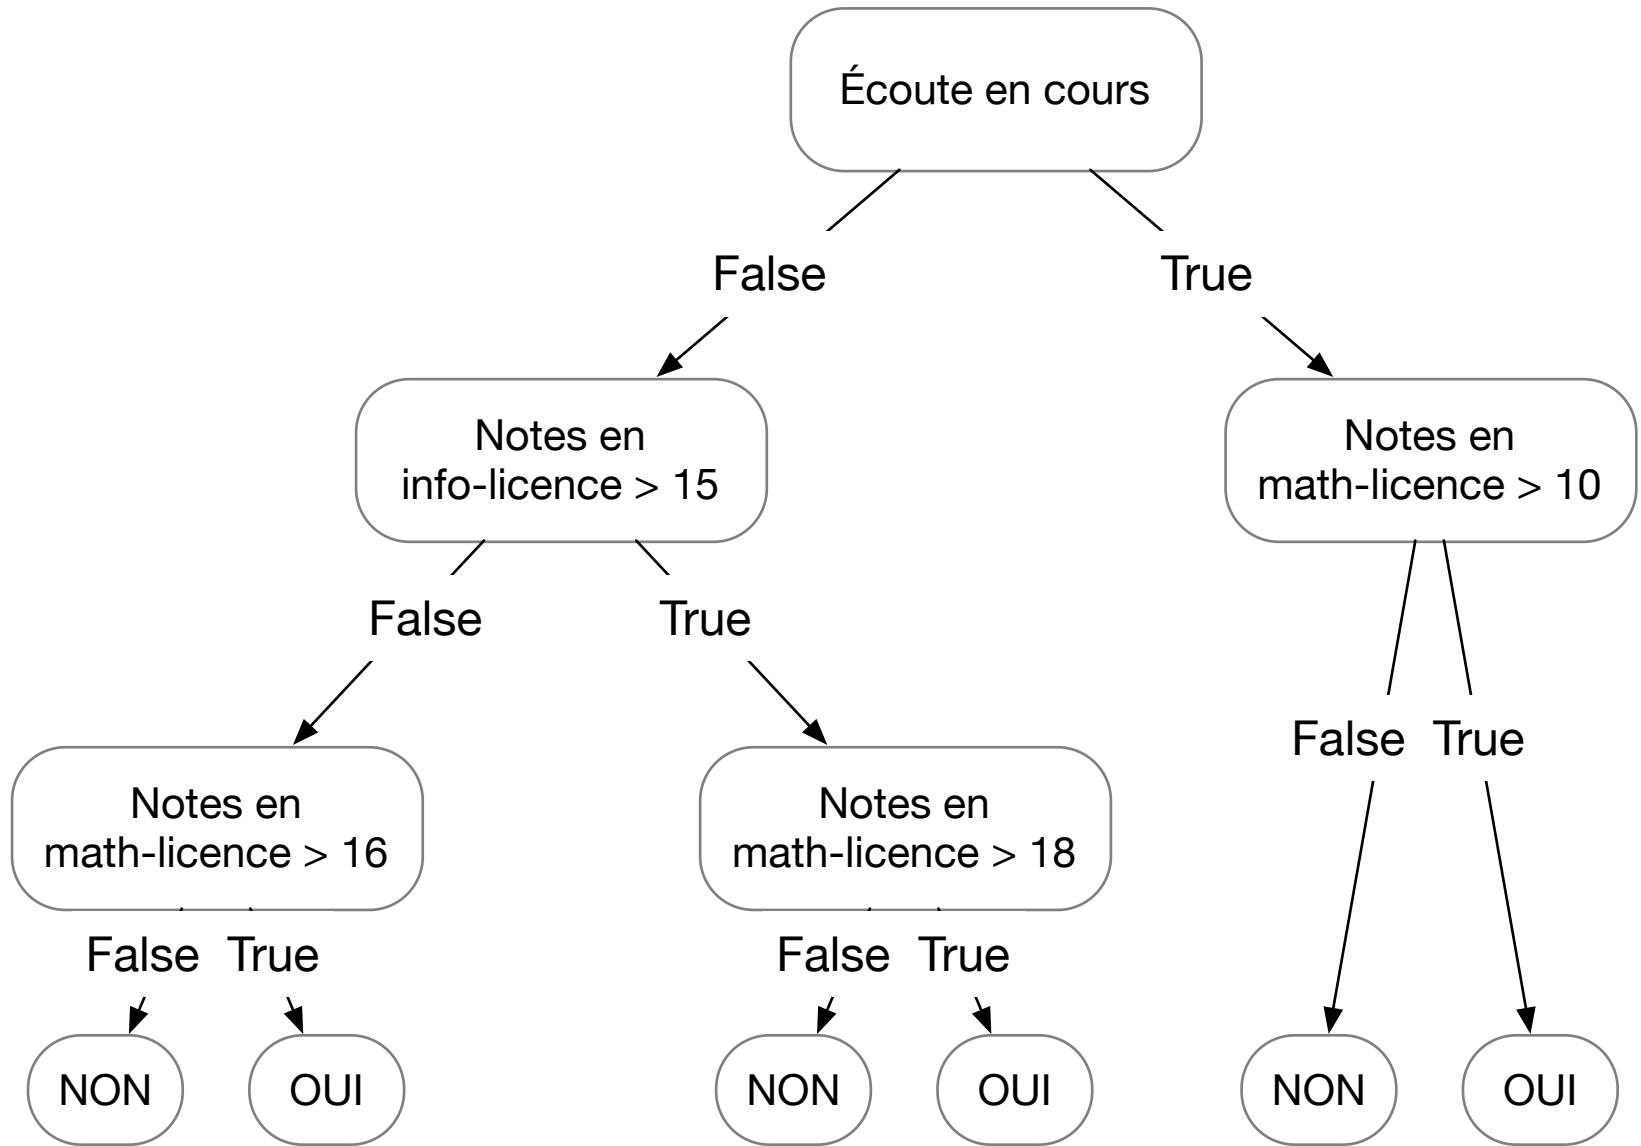 Écoute en cours
False
True
Notes en
info-licence > 15
Notes en
math-licence > 10
False
True
False
True
Notes en
math-licence > 16
Notes en
math-licence > 18
False
True
False
True
NON
OUI
NON
OUI
NON
OUI